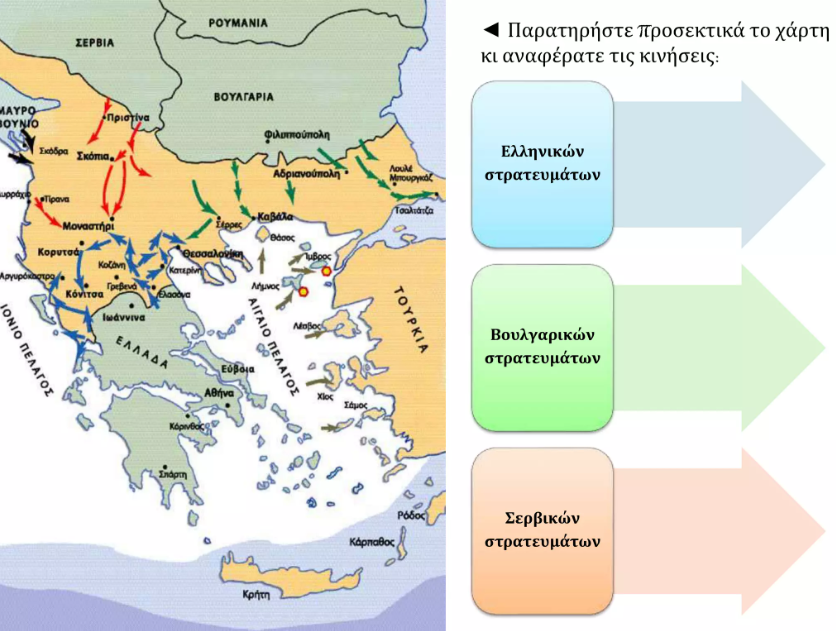 ΡΟΥΜΑΝΙΑ
ΣΕΡΒΙΑ
ΒΟΥΛΓΑΡΙΑ
ΜΑΥΡΟ
ΒΟΥΝΙΟ
Πριστίνα
Φιλιππούπολη
Σκόδρα
Σκόπια
Αδριανούπολη
Λουλέ
Μπουργκάζ
Τίρανα
Τσαλτάτζα
Μοναστήρι
Σέρρες
Καβάλα
Θάσος
Κορυτσά
Θεσσαλονίκη
Ίμβρος
Κοζάνη
Κατερίνη
Αργυρόκαστρο
Γρεβενά
Λήμνος
Κόνιτσα
Ελασόνα
Ιωάννινα
ΤΟΥΡΚΙΑ
ΙΟΝΙΟ ΠΕΛΑΓΟΣ
ΕΛΛΑΔΑ
ΑΙΓΑΙΟ ΠΕΛΑΓΟΣ
Λέσβος
Εύβοια
Αθήνα
Χίος
Σάμος
Κόρινθος
Σπάρτη
Ρόδος
Κάρπαθος
Κρήτη
◄ Παρατηρήστε προσεκτικά το χάρτη
κι αναφέρατε τις κινήσεις:
Ελληνικών
στρατευμάτων
Βουλγαρικών
στρατευμάτων
Σερβικών
στρατευμάτων